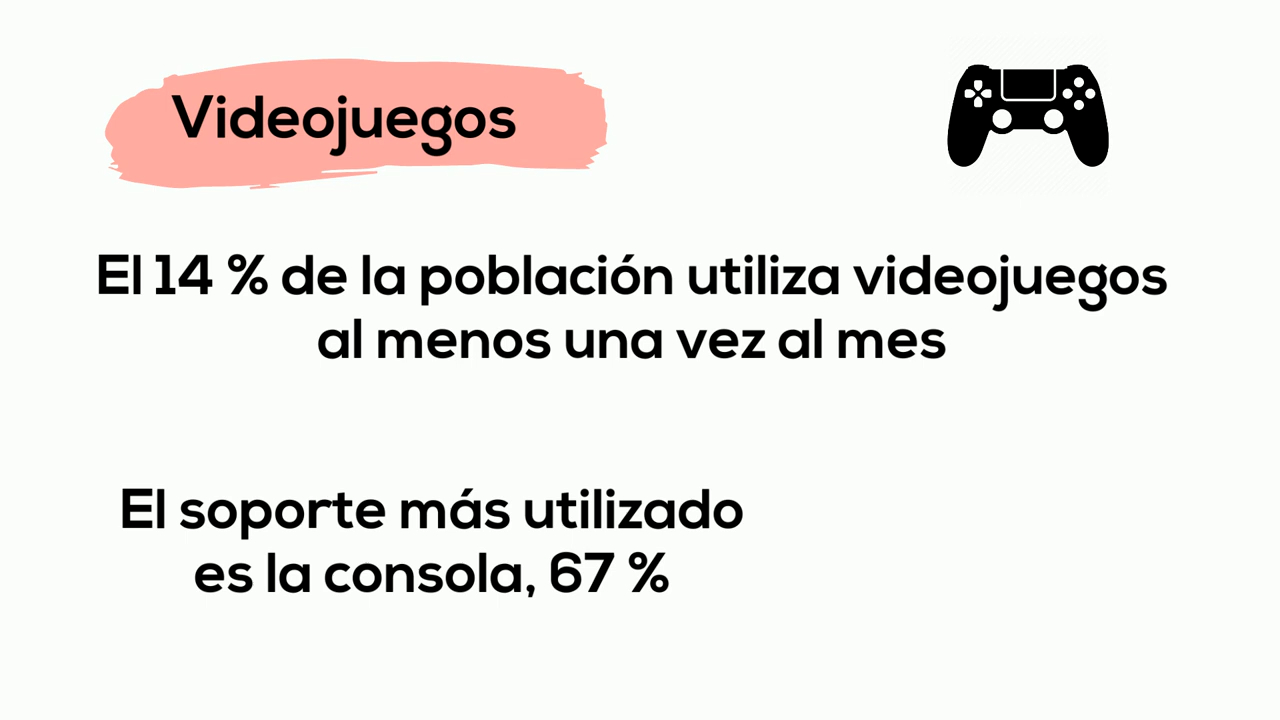 Videojuegos
El 14 % de la población utiliza videojuegos
al menos una vez al mes
El soporte más utilizado
es la consola, 67 %